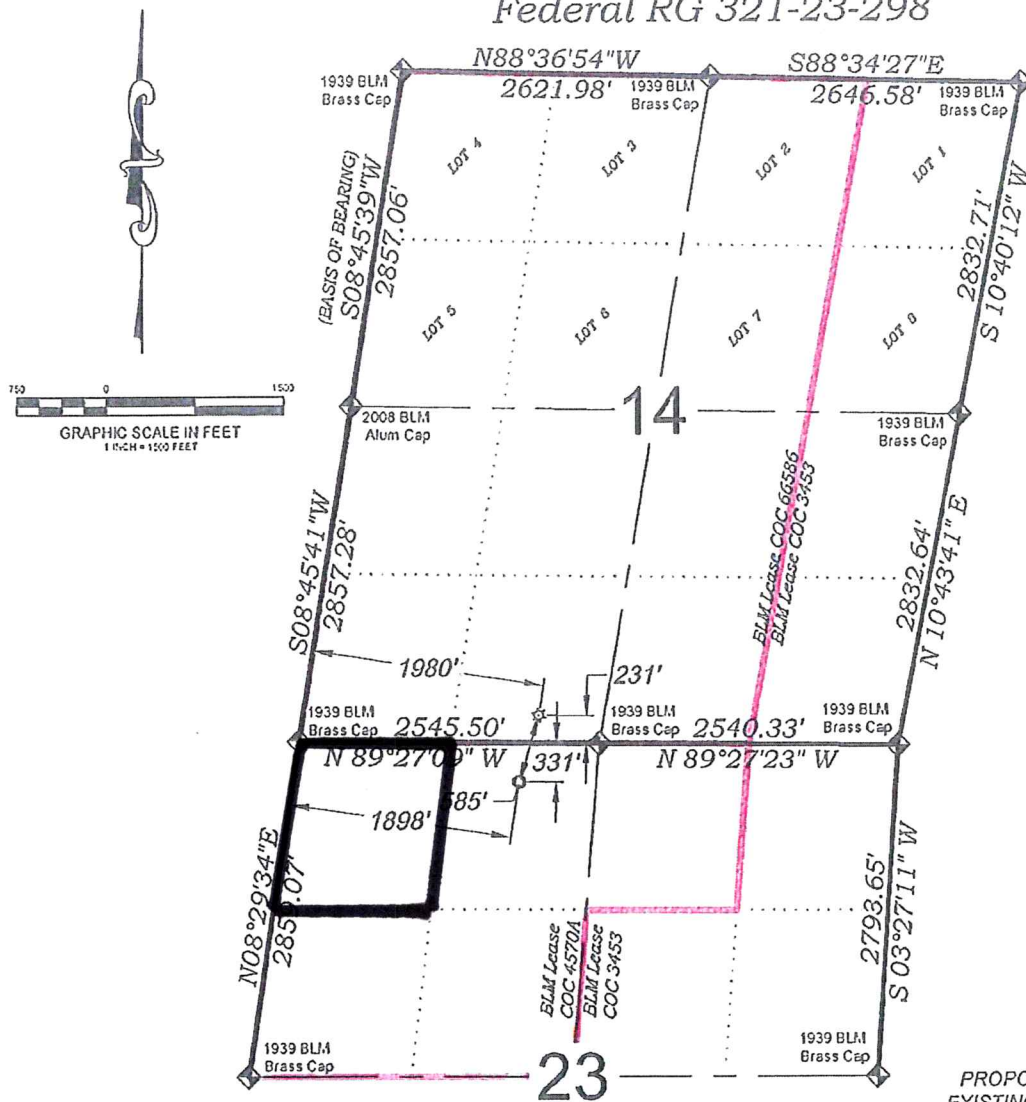 Federal RG 321-23-298
N88°36'54"W
S88°34'27"E
1939 BLM
Brass Cap
2621.98'
1939 BLM
Brass Cap
2646.58'
1939 BLM
Brass Cap
LOT 4
LOT 3
LOT 2
LOT 1
(BASIS OF BEARING)
S08°45'39"W
2857.06'
2832.71'
S 10°40'12" W
LOT 5
LOT 6
LOT 7
750 0 1500
GRAPHIC SCALE IN FEET
1 INCH = 1500 FEET
2008 BLM
Alum Cap
14
1939 BLM
Brass Cap
BLM Lease COC 66586
BLM Lease COC 3453
S08°45'41"W
2857.28'
2832.64'
N 10°43'41" E
1980'
231'
1939 BLM
Brass Cap
2545.50'
N 89°27'09" W
1939 BLM
Brass Cap
2540.33'
N 89°27'23" W
1939 BLM
Brass Cap
331'
585'
1898'
N08°29'34"E
S 03°27'11" W
2793.65'
BLM Lease
COC 4570A
BLM Lease
COC 3453
1939 BLM
Brass Cap
23
1939 BLM
Brass Cap
PROPO
EXISTING